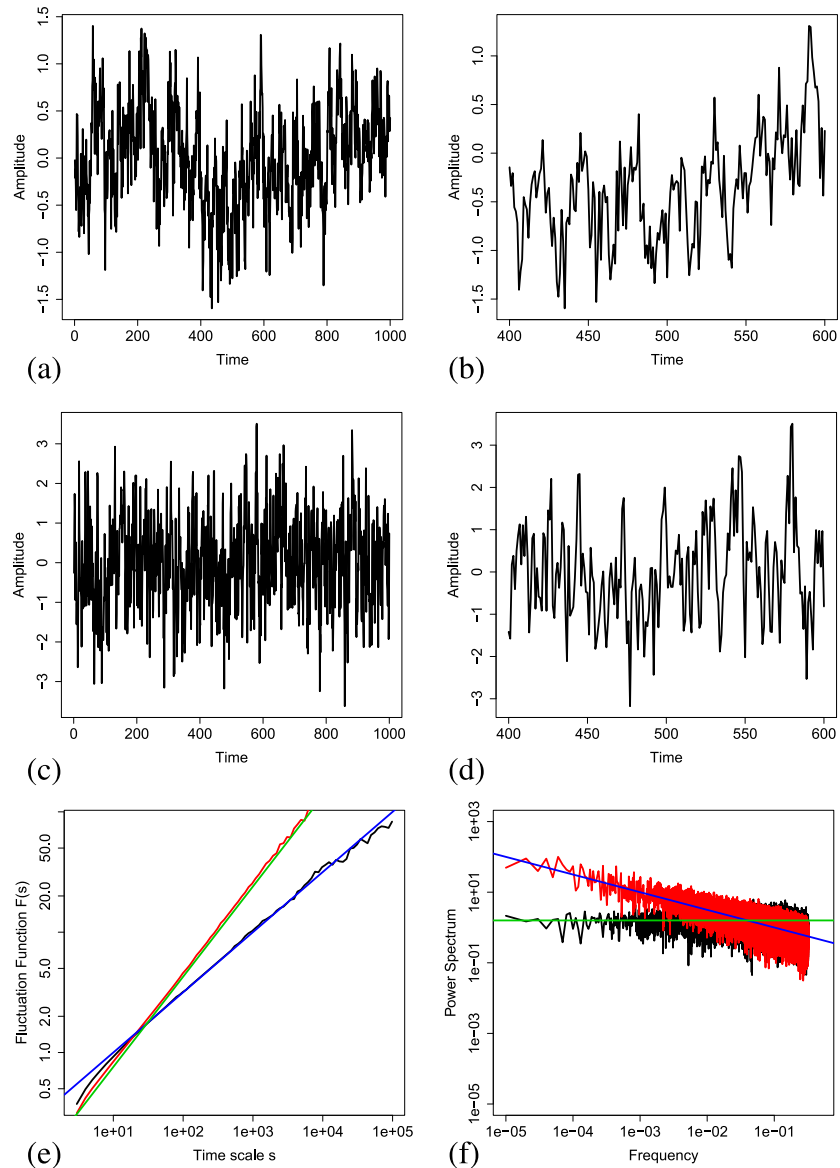 1.5
1.0
0.5
0.0
−0.5
−1.0
−1.5
Amplitude
0 200 400 600 800 1000
Time
(a)
1.0
0.5
0.0
−0.5
−1.0
−1.5
Amplitude
400 450 500 550 600
Time
(b)
3
2
1
0
−1
−2
−3
Amplitude
0 200 400 600 800 1000
Time
(c)
3
2
1
0
−1
−2
−3
Amplitude
400 450 500 550 600
Time
(d)
50.0
20.0
5.0
2.0
1.0
0.5
Fluctuation Function F(s)
1e+01 1e+02 1e+03 1e+04 1e+05
Time scale s
(e)
1e+03
1e+01
1e−01
1e−03
1e−05
Power Spectrum
1e−05 1e−04 1e−03 1e−02 1e−01
Frequency
(f)